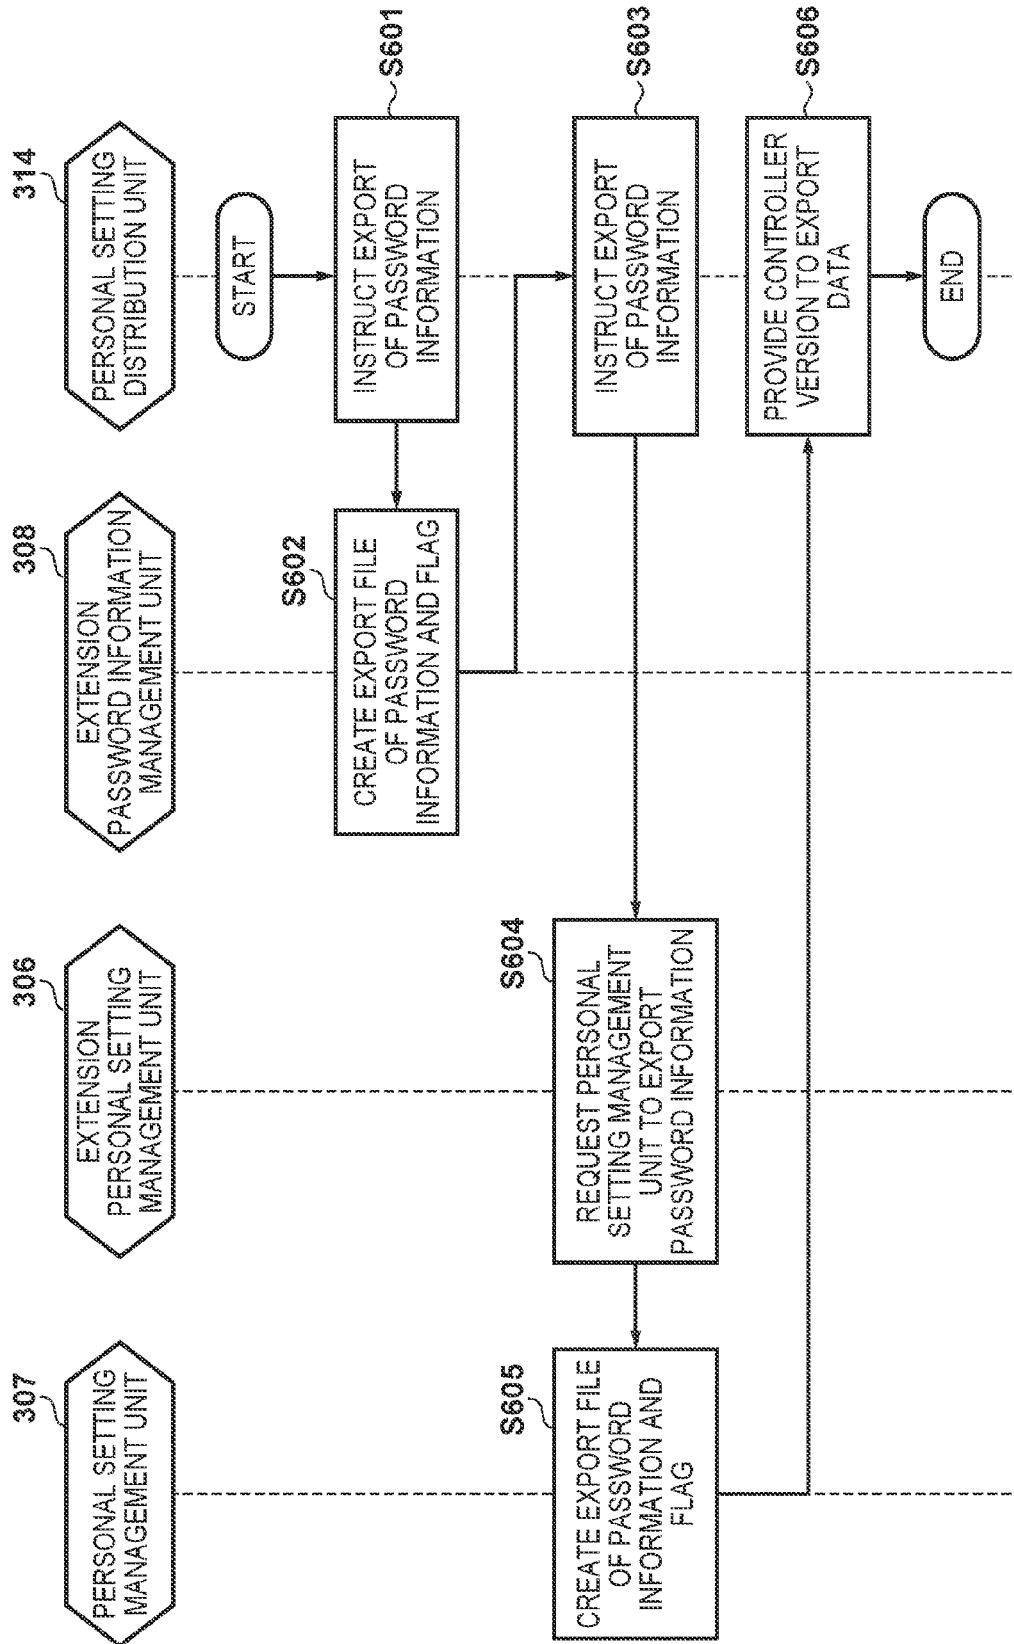 307
PERSONAL SETTING
MANAGEMENT UNIT
306
EXTENSION
PERSONAL SETTING
MANAGEMENT UNIT
308
EXTENSION
PASSWORD INFORMATION
MANAGEMENT UNIT
314
PERSONAL SETTING
DISTRIBUTION UNIT
START
S601
INSTRUCT EXPORT
OF PASSWORD
INFORMATION
S602
CREATE EXPORT FILE
OF PASSWORD
INFORMATION AND FLAG
S603
INSTRUCT EXPORT
OF PASSWORD
INFORMATION
S604
REQUEST PERSONAL
SETTING MANAGEMENT
UNIT TO EXPORT
PASSWORD INFORMATION
S605
CREATE EXPORT FILE
OF PASSWORD
INFORMATION AND
FLAG
S606
PROVIDE CONTROLLER
VERSION TO EXPORT
DATA
END